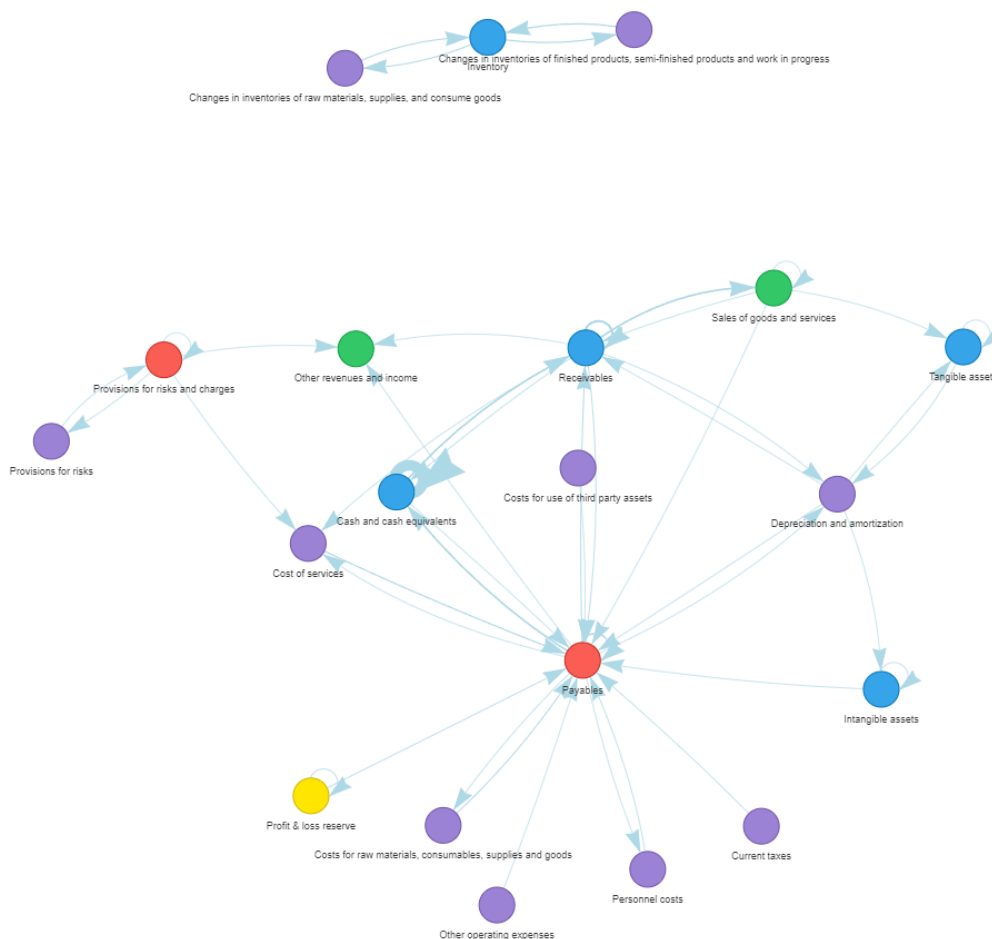 Changes in inventories of finished products, semi-finished products and work in progress
Inventory
Changes in inventories of raw materials, supplies, and consume goods
Sales of goods and services
Provisions for risks and charges
Other revenues and income
Receivables
Tangible asset
Provisions for risks
Costs for use of third party assets
Cash and cash equivalents
Depreciation and amortization
Cost of services
Payables
Intangible assets
Profit & loss reserve
Costs for raw materials, consumables, supplies and goods
Current taxes
Personnel costs
Other operating expenses